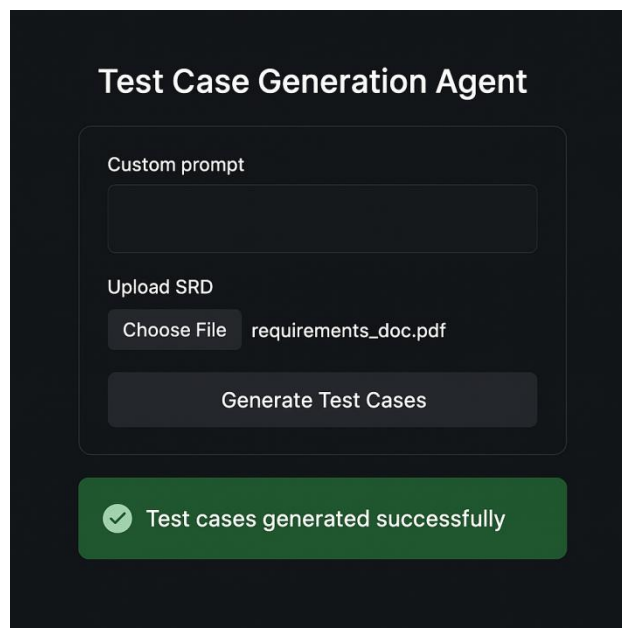 Test Case Generation Agent
Custom prompt
Upload SRD
Choose File requirements_doc.pdf
Generate Test Cases
Test cases generated successfully